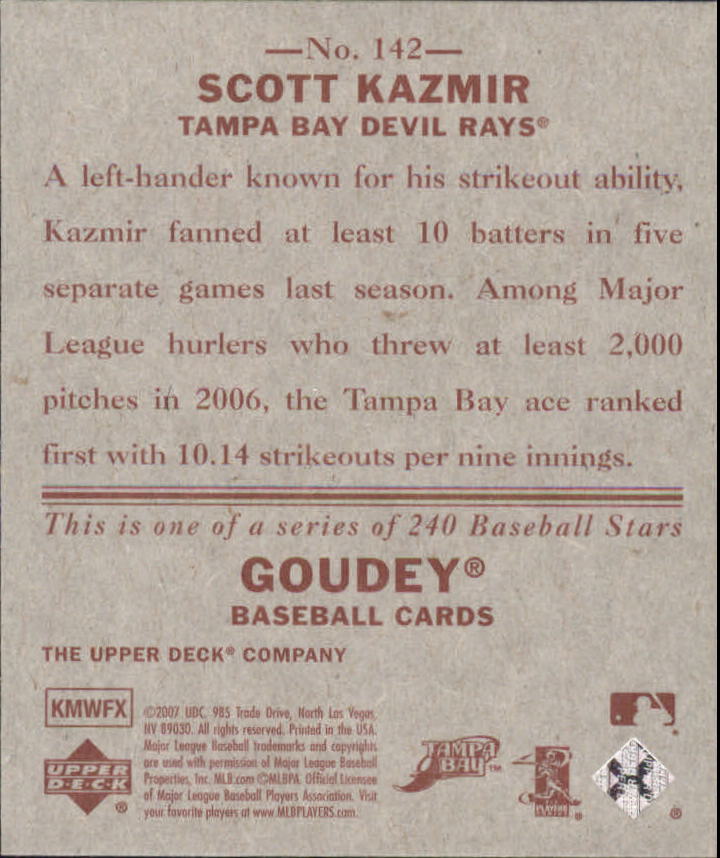 —No. 142—
SCOTT KAZMIR
TAMPA BAY DEVIL RAYS®
A left-hander known for his strikeout ability,
Kazmir fanned at least 10 batters in five
separate games last season. Among Major
League hurlers who threw at least 2,000
pitches in 2006, the Tampa Bay ace ranked
first with 10.14 strikeouts per nine innings.
This is one of a series of 240 Baseball Stars
GOUDEY®
BASEBALL CARDS
THE UPPER DECK® COMPANY
KMWFX
©2007 UDC. 985 Trade Drive, North Las Vegas,
NV 89030. All rights reserved. Printed in the USA.
Major League Baseball trademarks and copyrights
are used with permission of Major League Baseball
Properties, Inc. MLB.com ©MLBPA Official Licensee
of Major League Baseball Players Association. Visit
your favorite players at www.MLBPLAYERS.com.
UPPER
D·E·C·K
®
TAMPA
BAY™
PLAYERS
®
®